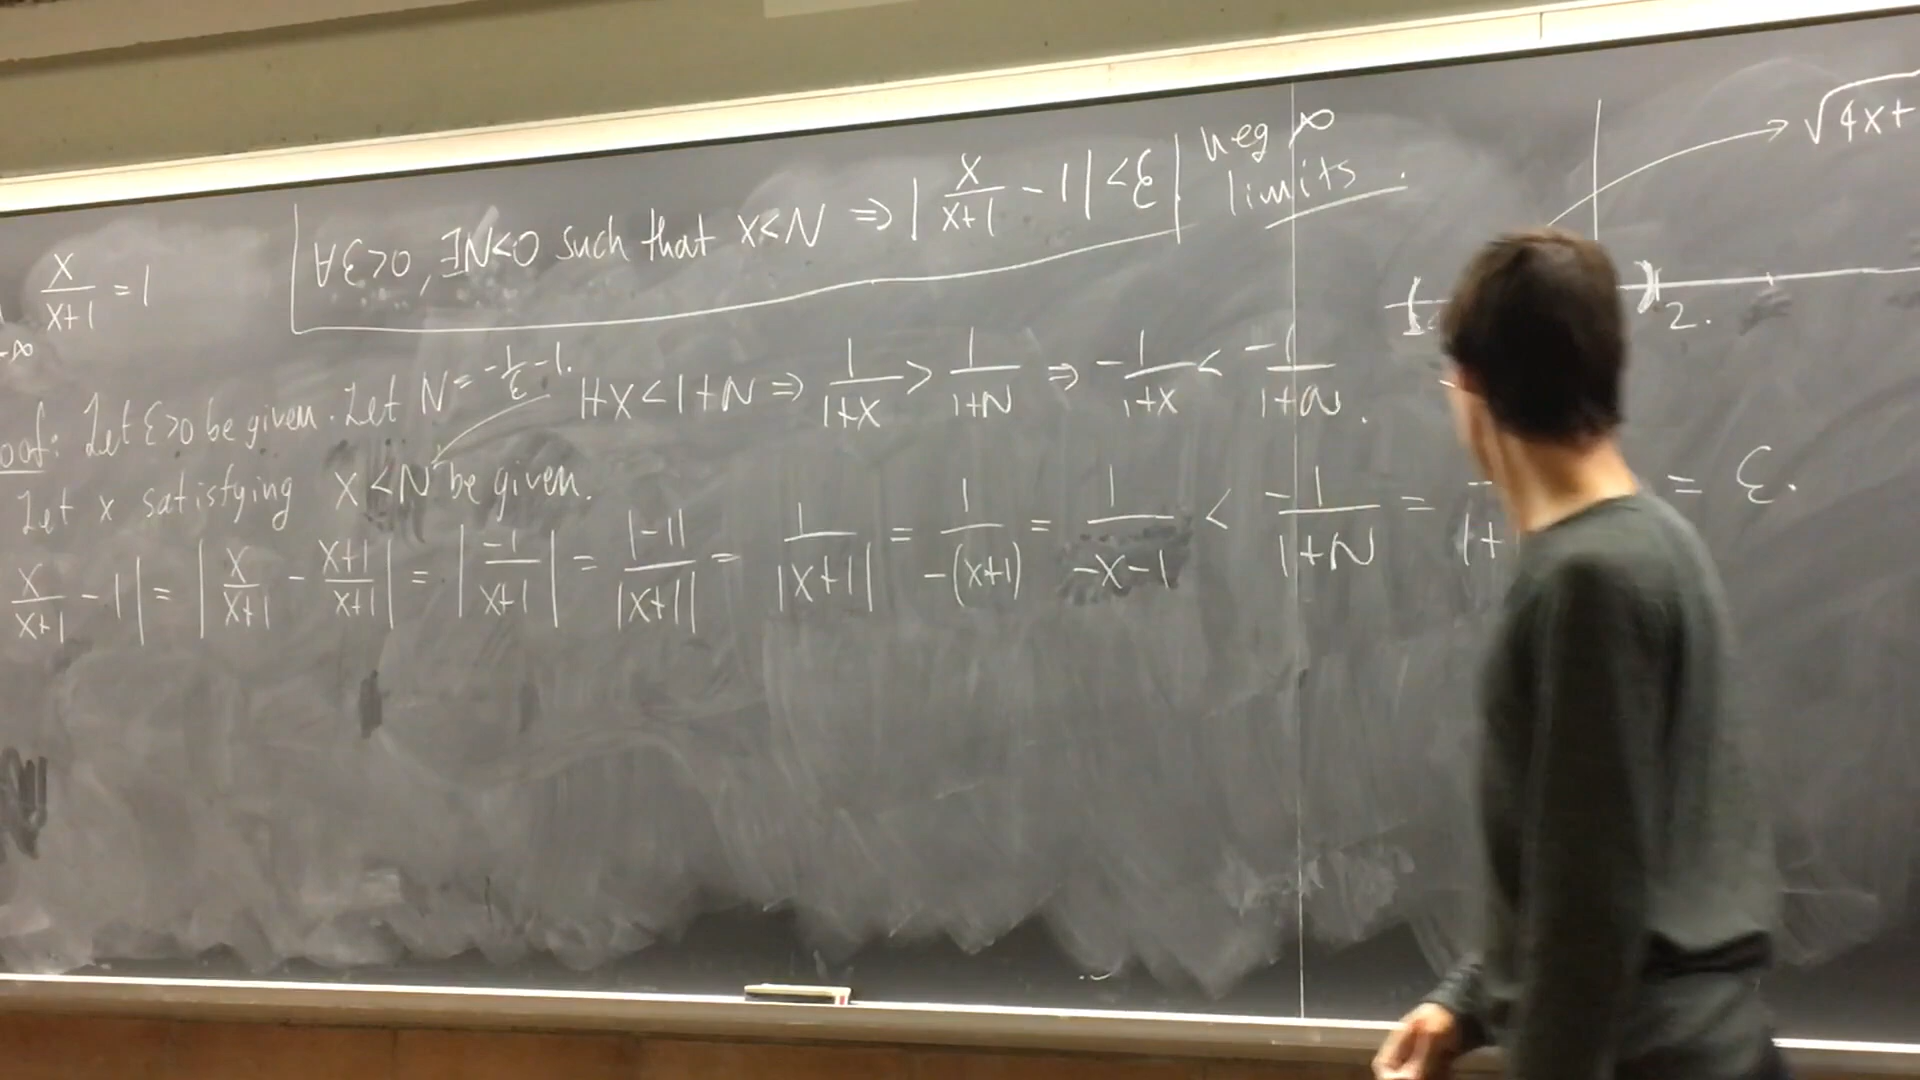 x/(x+1) = 1
-∞
∀ε>0, ∃N<0 such that x<N ⇒ | x/(x+1) - 1 | < ε
neg ∞
limits.
√4x+
2.
oof: Let ε>0 be given. Let N = -1/ε - 1.
1+x < 1+N ⇒ 1/(1+x) > 1/(1+N) ⇒ -1/(1+x) < -1/(1+N).
Let x satisfying x<N be given.
x/(x+1) - 1 | = | x/(x+1) - (x+1)/(x+1) | = | -1/(x+1) | = |-1|/|x+1| = 1/|x+1| = 1/-(x+1) = 1/(-x-1) < -1/(1+N) = -/1+ = ε.